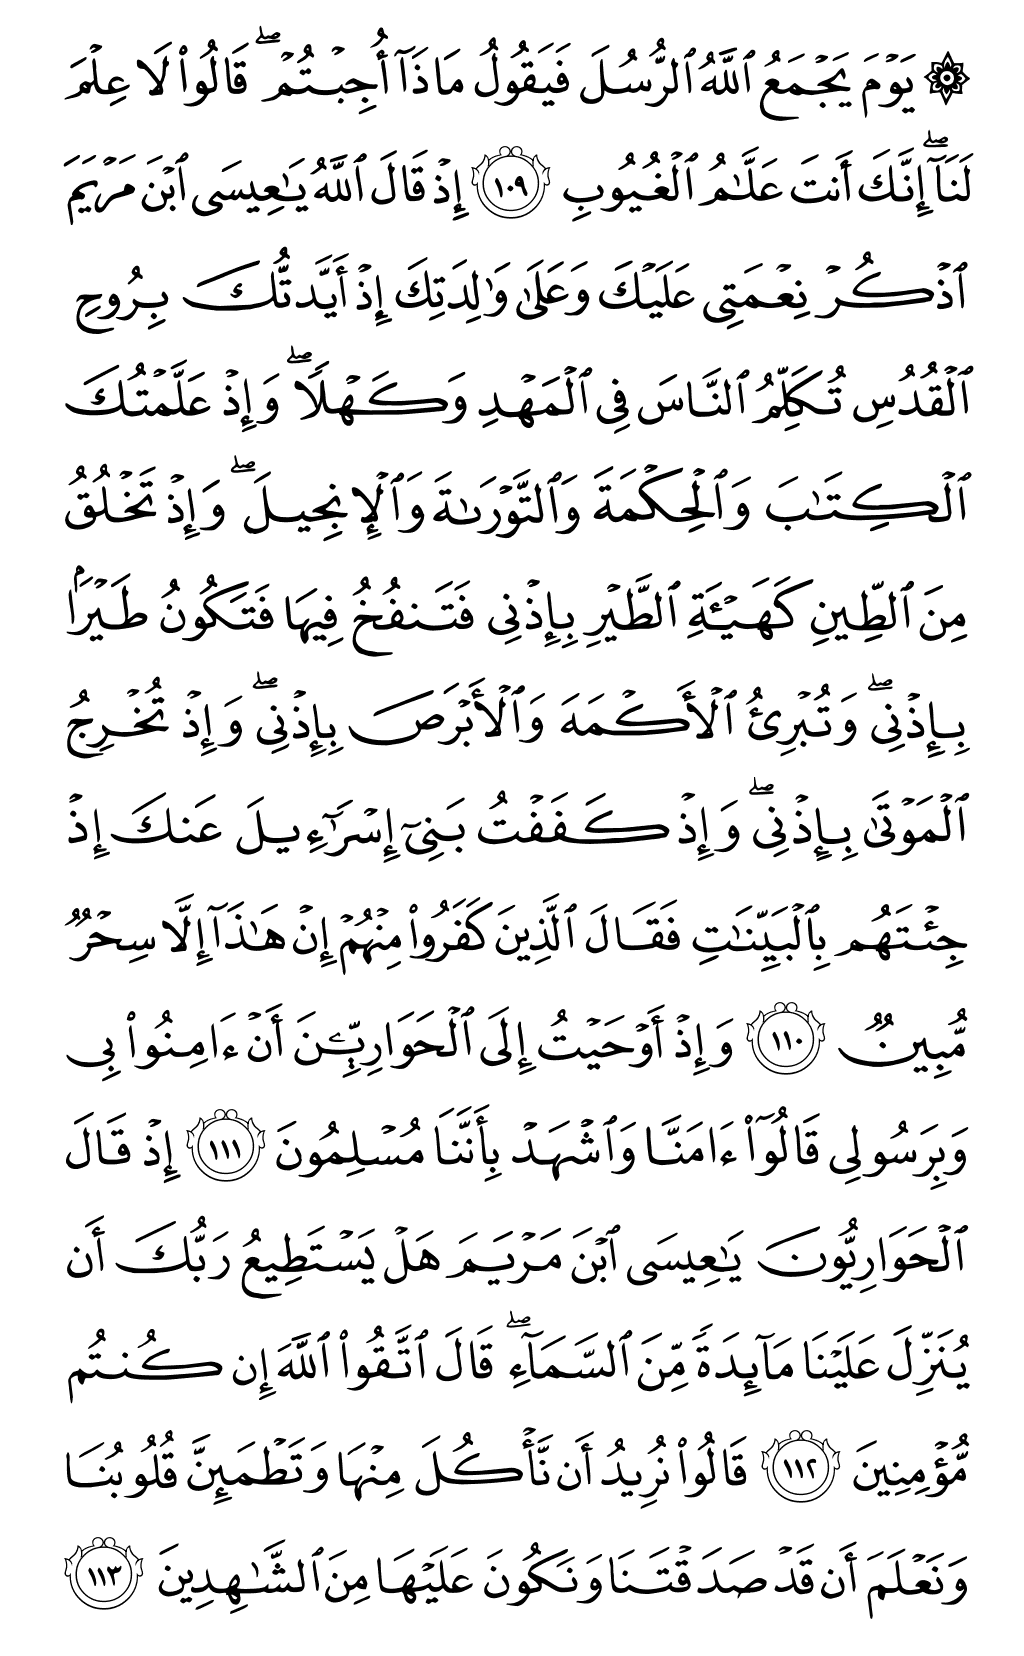 ۞ يَوۡمَ يَجۡمَعُ ٱللَّهُ ٱلرُّسُلَ فَيَقُولُ مَاذَآ أُجِبۡتُمۡۖ قَالُواْ لَا عِلۡمَ
لَنَآۖ إِنَّكَ أَنتَ عَلَّٰمُ ٱلۡغُيُوبِ ١٠٩ إِذۡ قَالَ ٱللَّهُ يَٰعِيسَى ٱبۡنَ مَرۡيَمَ
ٱذۡكُرۡ نِعۡمَتِي عَلَيۡكَ وَعَلَىٰ وَٰلِدَتِكَ إِذۡ أَيَّدتُّكَ بِرُوحِ
ٱلۡقُدُسِ تُكَلِّمُ ٱلنَّاسَ فِي ٱلۡمَهۡدِ وَكَهۡلٗاۖ وَإِذۡ عَلَّمۡتُكَ
ٱلۡكِتَٰبَ وَٱلۡحِكۡمَةَ وَٱلتَّوۡرَىٰةَ وَٱلۡإِنجِيلَۖ وَإِذۡ تَخۡلُقُ
مِنَ ٱلطِّينِ كَهَيۡـَٔةِ ٱلطَّيۡرِ بِإِذۡنِي فَتَنفُخُ فِيهَا فَتَكُونُ طَيۡرَۢا
بِإِذۡنِيۖ وَتُبۡرِئُ ٱلۡأَكۡمَهَ وَٱلۡأَبۡرَصَ بِإِذۡنِيۖ وَإِذۡ تُخۡرِجُ
ٱلۡمَوۡتَىٰ بِإِذۡنِيۖ وَإِذۡ كَفَفۡتُ بَنِيٓ إِسۡرَٰٓءِيلَ عَنكَ إِذۡ
جِئۡتَهُم بِٱلۡبَيِّنَٰتِ فَقَالَ ٱلَّذِينَ كَفَرُواْ مِنۡهُمۡ إِنۡ هَٰذَآ إِلَّا سِحۡرٞ
مُّبِينٞ ١١٠ وَإِذۡ أَوۡحَيۡتُ إِلَى ٱلۡحَوَارِيِّـۧنَ أَنۡ ءَامِنُواْ بِي
وَبِرَسُولِي قَالُوٓاْ ءَامَنَّا وَٱشۡهَدۡ بِأَنَّنَا مُسۡلِمُونَ ١١١ إِذۡ قَالَ
ٱلۡحَوَارِيُّونَ يَٰعِيسَى ٱبۡنَ مَرۡيَمَ هَلۡ يَسۡتَطِيعُ رَبُّكَ أَن
يُنَزِّلَ عَلَيۡنَا مَآئِدَةٗ مِّنَ ٱلسَّمَآءِۖ قَالَ ٱتَّقُواْ ٱللَّهَ إِن كُنتُم
مُّؤۡمِنِينَ ١١٢ قَالُواْ نُرِيدُ أَن نَّأۡكُلَ مِنۡهَا وَتَطۡمَئِنَّ قُلُوبُنَا
وَنَعۡلَمَ أَن قَدۡ صَدَقۡتَنَا وَنَكُونَ عَلَيۡهَا مِنَ ٱلشَّٰهِدِينَ ١١٣